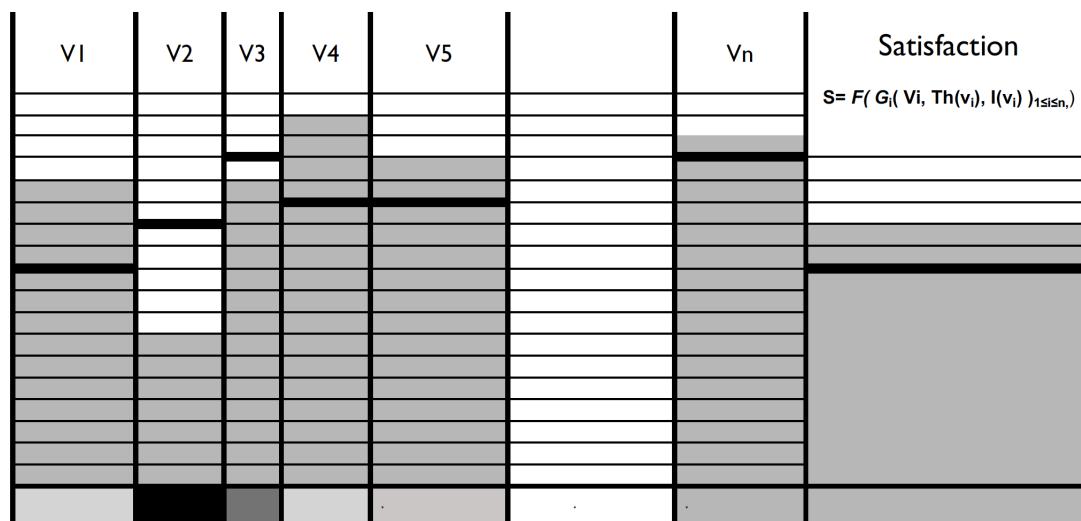 V1 V2 V3 V4 V5 Vn Satisfaction
S= F( Gi( Vi, Th(vi), I(vi) )1≤i≤n,)
. . .